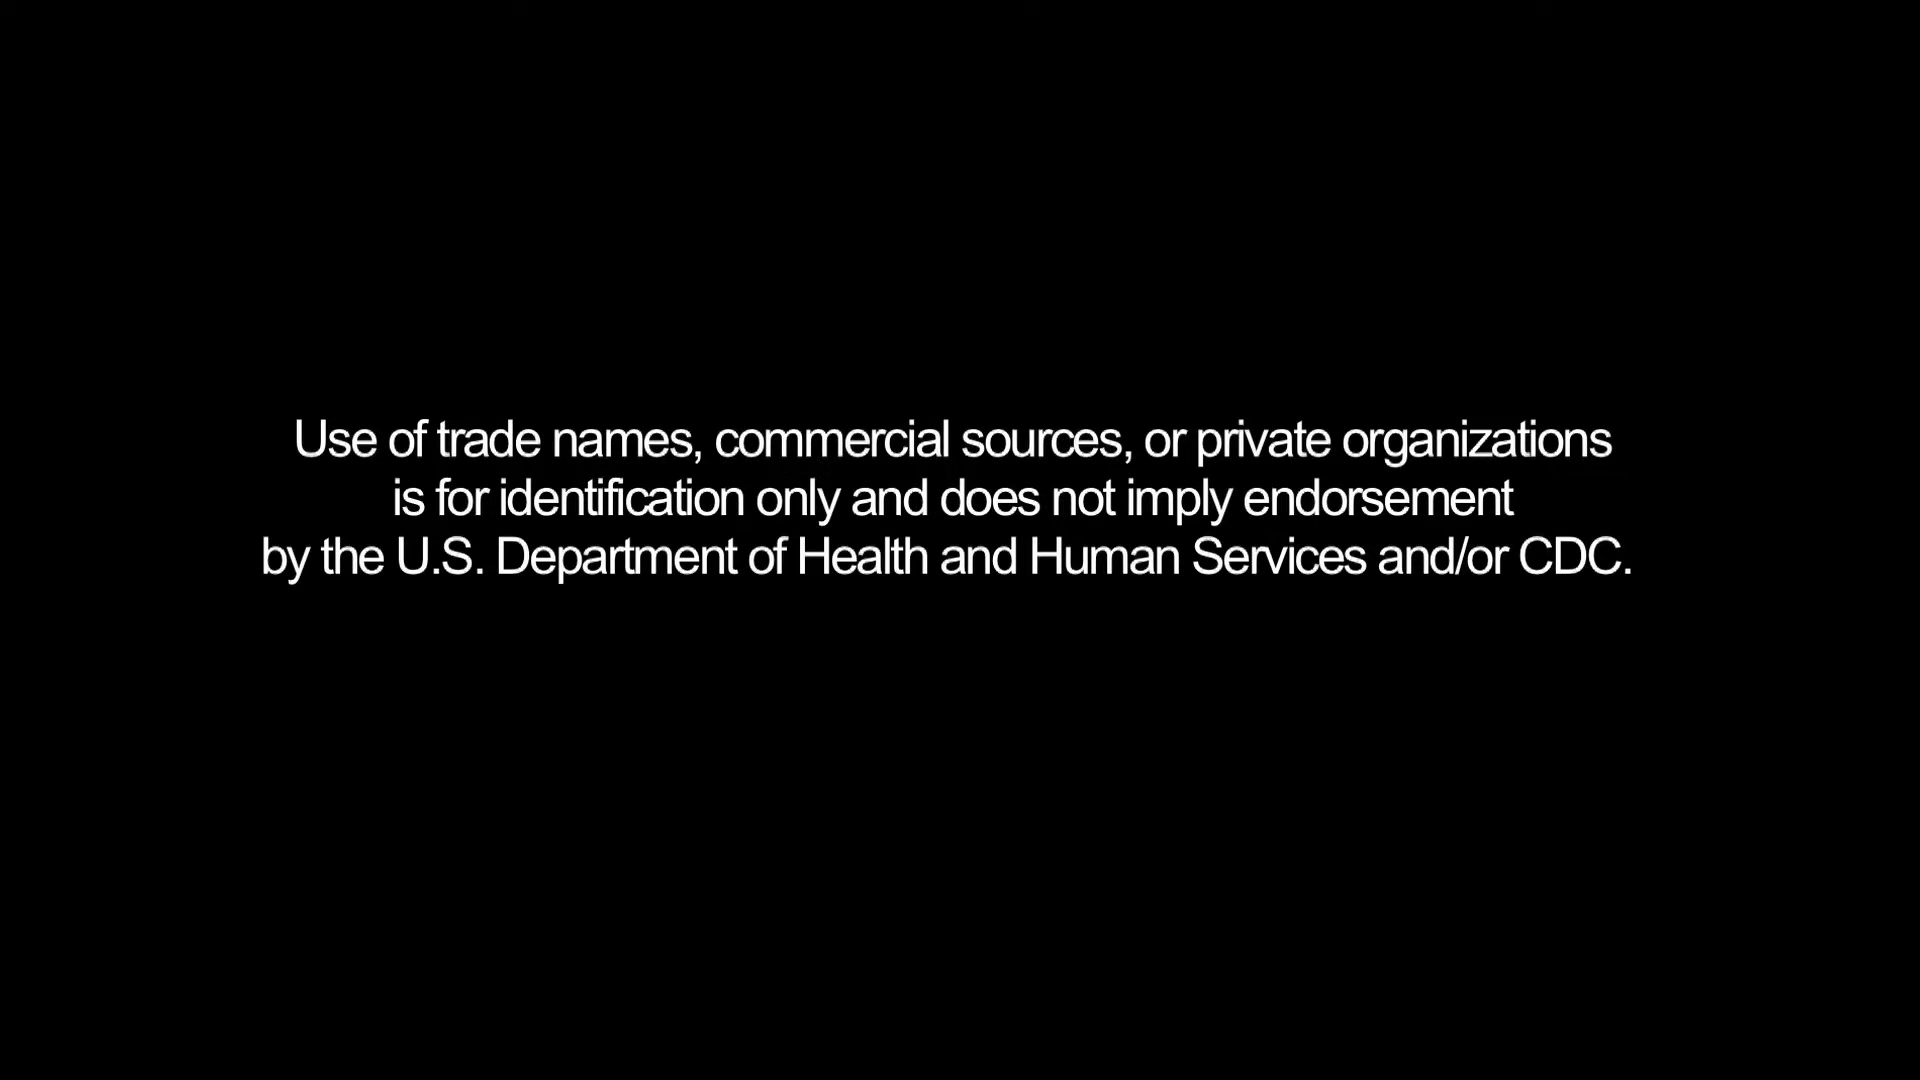 Use of trade names, commercial sources, or private organizations
is for identification only and does not imply endorsement
by the U.S. Department of Health and Human Services and/or CDC.